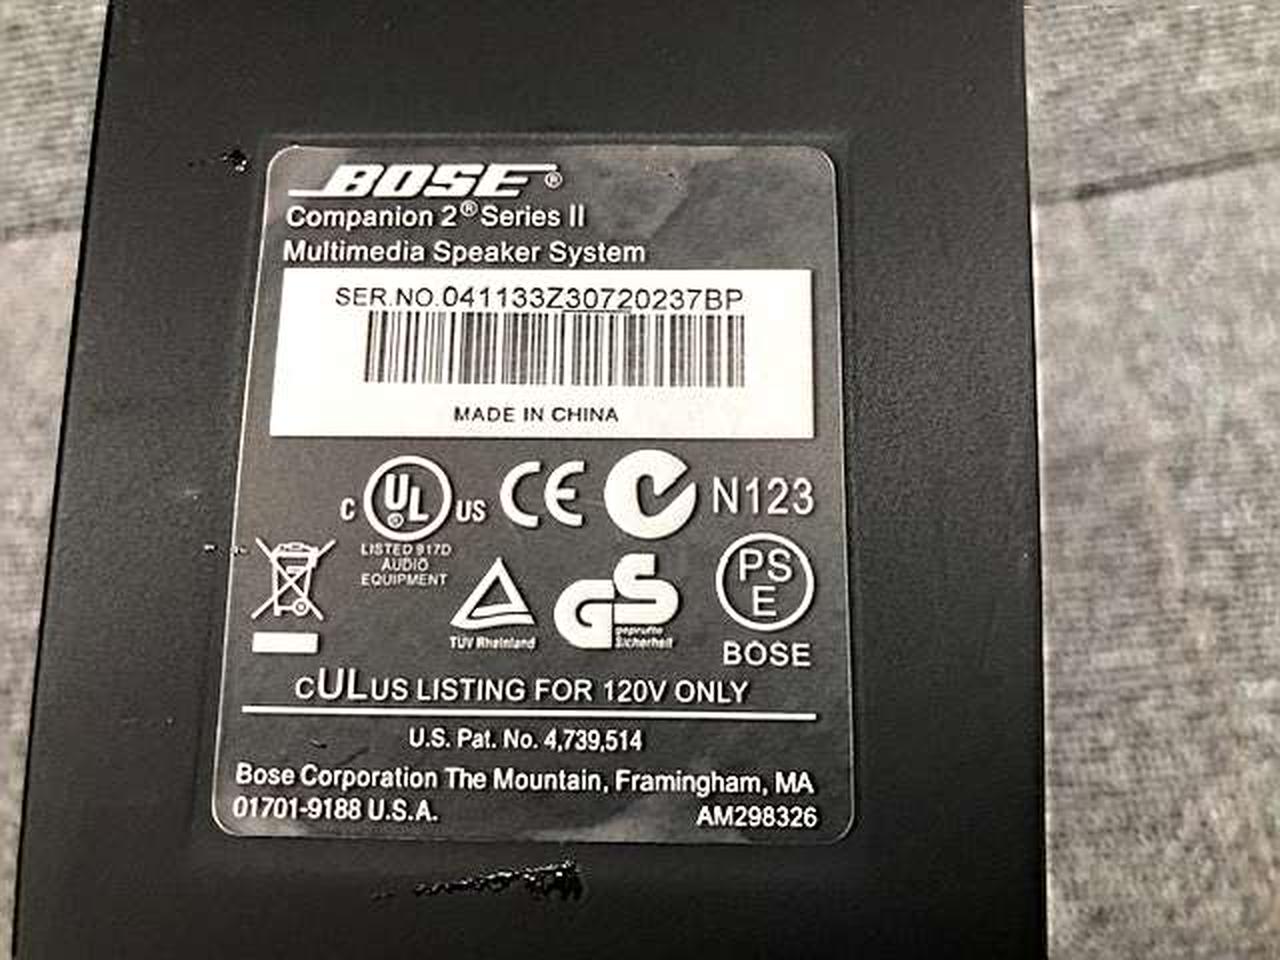 BOSE®
Companion 2® Series II
Multimedia Speaker System
SER.NO.041133Z30720237BP
MADE IN CHINA
C UL® US CE N123
LISTED 917D
AUDIO
EQUIPMENT
TÜV Rheinland
GS
geprüfte
Sicherheit
PS
E
BOSE
cULus LISTING FOR 120V ONLY
U.S. Pat. No. 4,739,514
Bose Corporation The Mountain, Framingham, MA
01701-9188 U.S.A. AM298326